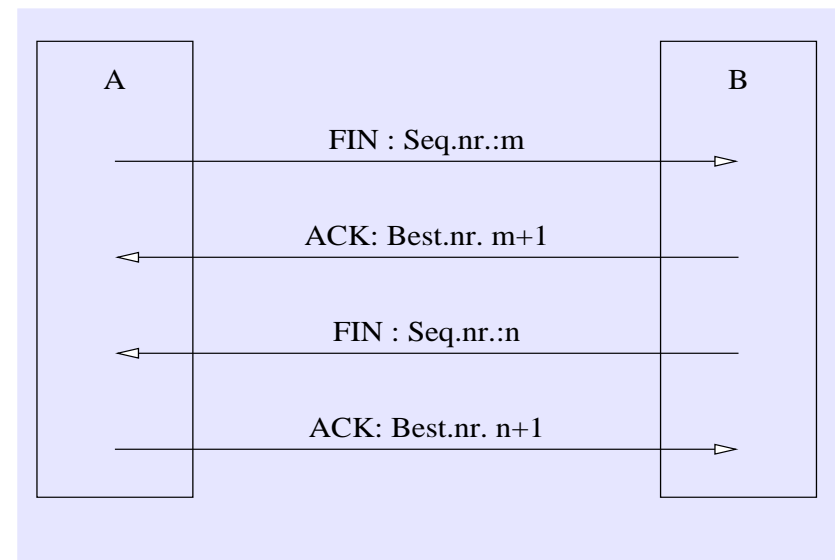 A
B
FIN : Seq.nr.:m
ACK: Best.nr. m+1
FIN : Seq.nr.:n
ACK: Best.nr. n+1